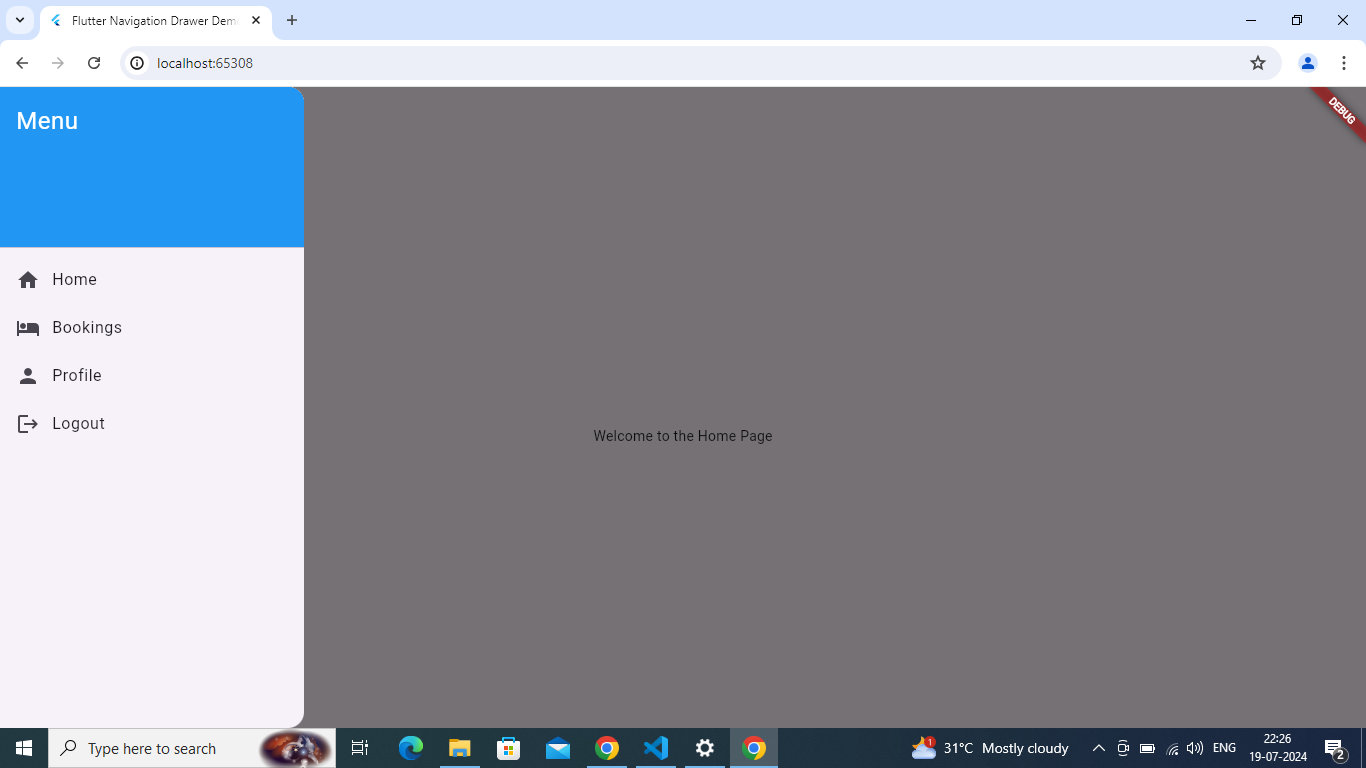 Flutter Navigation Drawer Dem
localhost:65308
DEBUG
Menu
Home
Bookings
Profile
Logout
Welcome to the Home Page
Type here to search
1
31°C Mostly cloudy
ENG
22:26
19-07-2024
2